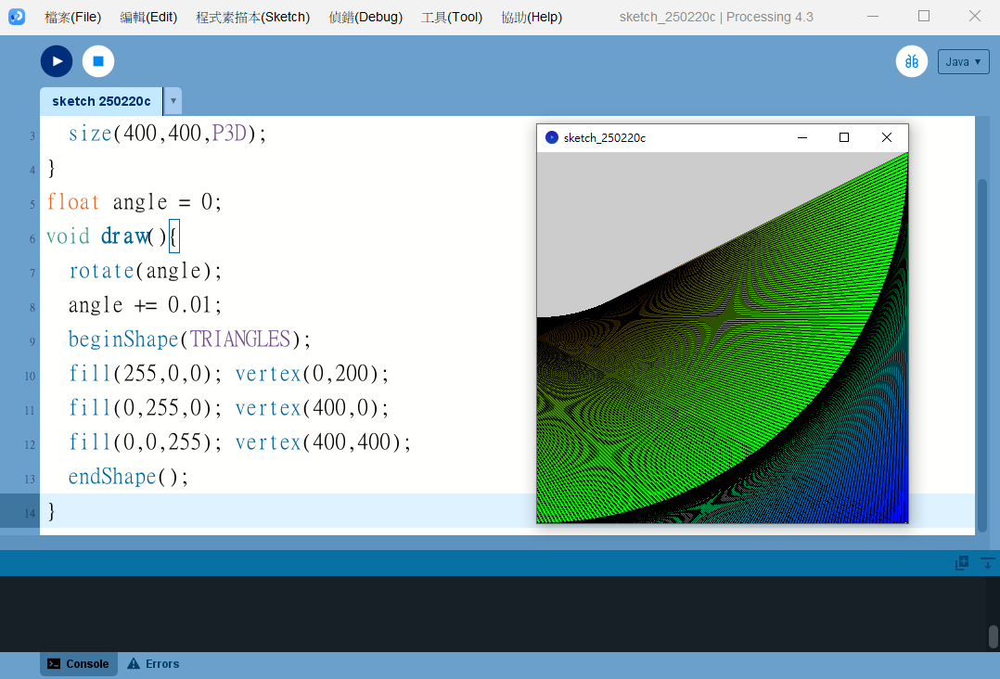 檔案(File) 編輯(Edit) 程式素描本(Sketch) 偵錯(Debug) 工具(Tool) 協助(Help) sketch_250220c | Processing 4.3
Java ▼
sketch 250220c ▼
3 size(400,400,P3D);
4 }
5 float angle = 0;
6 void draw(){
7 rotate(angle);
8 angle += 0.01;
9 beginShape(TRIANGLES);
10 fill(255,0,0); vertex(0,200);
11 fill(0,255,0); vertex(400,0);
12 fill(0,0,255); vertex(400,400);
13 endShape();
14 }
sketch_250220c
Console Errors